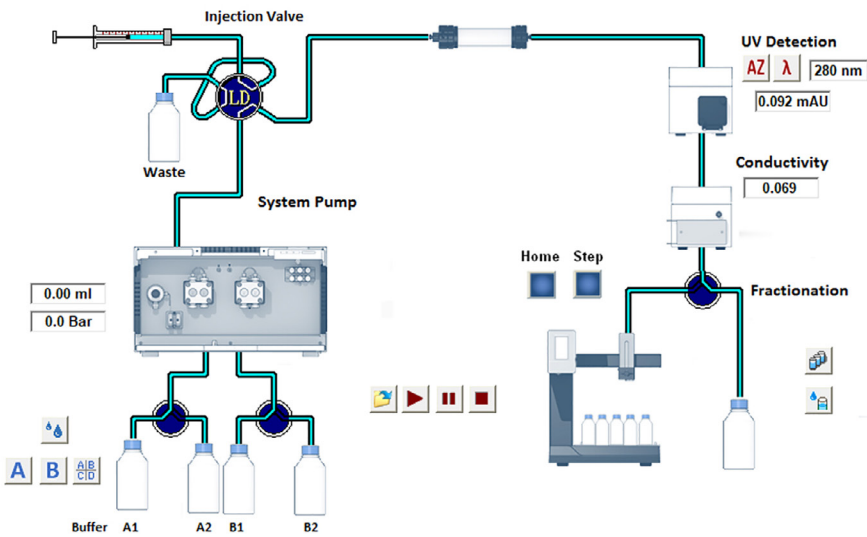 Injection Valve
UV Detection
AZ
λ
280 nm
0.092 mAU
JLD
Waste
Conductivity
0.069
System Pump
Home
Step
Fractionation
0.00 ml
0.0 Bar
A
B
A|B
C|D
Buffer
A1
A2
B1
B2